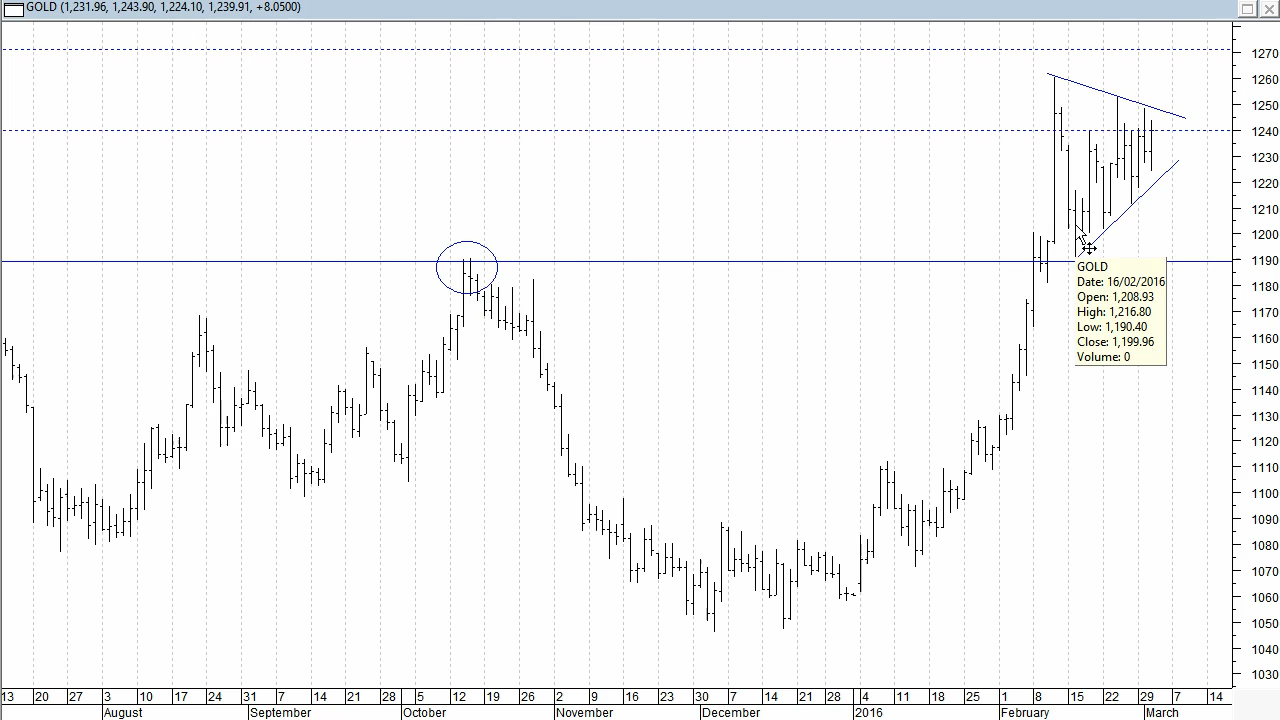 GOLD (1,231.96, 1,243.90, 1,224.10, 1,239.91, +8.0500)
1270
1260
1250
1240
1230
1220
1210
1200
1190
1180
1170
1160
1150
1140
1130
1120
1110
1100
1090
1080
1070
1060
1050
1040
1030
GOLD
Date: 16/02/2016
Open: 1,208.93
High: 1,216.80
Low: 1,190.40
Close: 1,199.96
Volume: 0
13 20 27 3 10 17 24 31 7 14 21 28 5 12 19 26 2 9 16 23 30 7 14 21 28 4 11 18 25 1 8 15 22 29 7 14
August September October November December 2016 February March